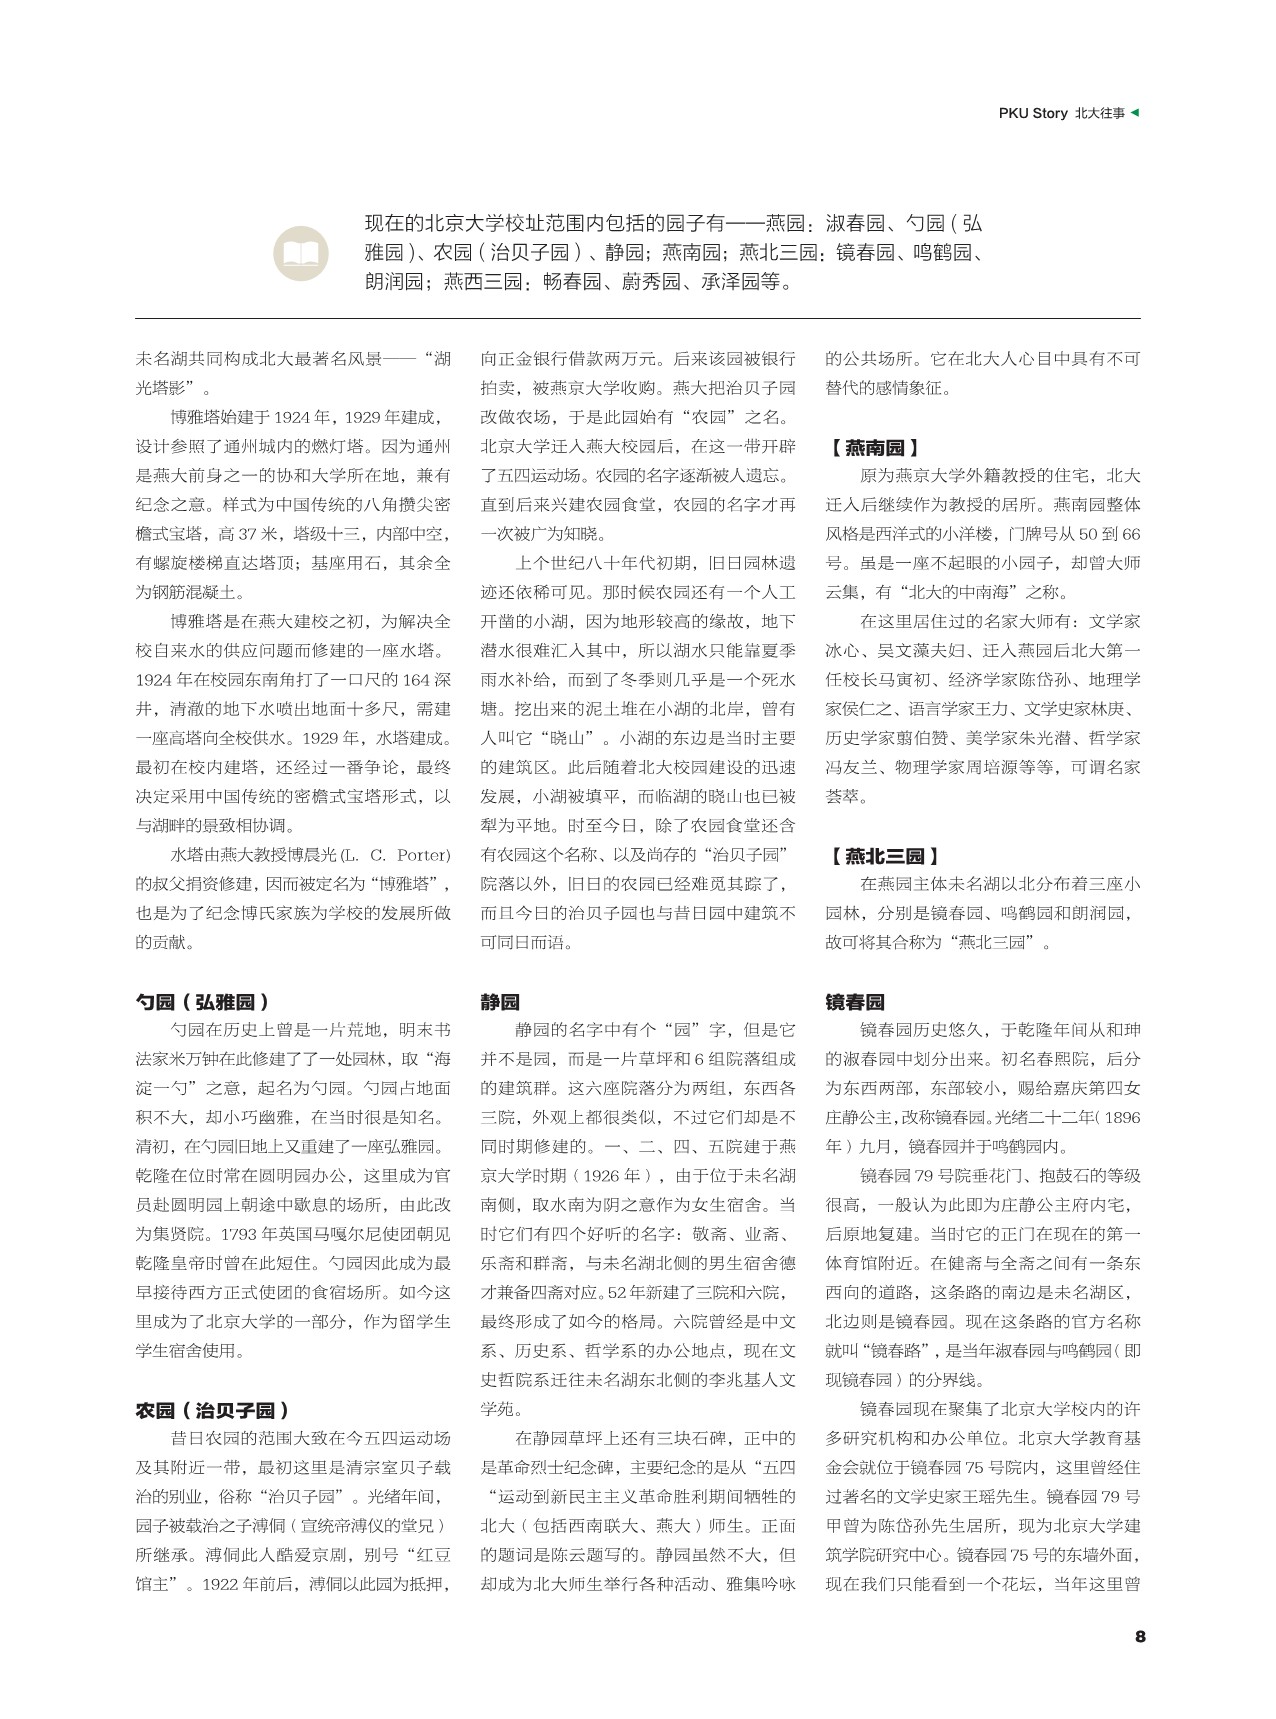 PKU Story 北大往事
现在的北京大学校址范围内包括的园子有——燕园：淑春园、勺园（弘
雅园）、农园（治贝子园）、静园；燕南园；燕北三园：镜春园、鸣鹤园、
朗润园；燕西三园：畅春园、蔚秀园、承泽园等。
未名湖共同构成北大最著名风景——“湖
光塔影”。
博雅塔始建于 1924 年，1929 年建成，
设计参照了通州城内的燃灯塔。因为通州
是燕大前身之一的协和大学所在地，兼有
纪念之意。样式为中国传统的八角攒尖密
檐式宝塔，高 37 米，塔级十三，内部中空，
有螺旋楼梯直达塔顶；基座用石，其余全
为钢筋混凝土。
博雅塔是在燕大建校之初，为解决全
校自来水的供应问题而修建的一座水塔。
1924 年在校园东南角打了一口尺的 164 深
井，清澈的地下水喷出地面十多尺，需建
一座高塔向全校供水。1929 年，水塔建成。
最初在校内建塔，还经过一番争论，最终
决定采用中国传统的密檐式宝塔形式，以
与湖畔的景致相协调。
水塔由燕大教授博晨光(L. C. Porter)
的叔父捐资修建，因而被定名为“博雅塔”，
也是为了纪念博氏家族为学校的发展所做
的贡献。
勺园（弘雅园）
勺园在历史上曾是一片荒地，明末书
法家米万钟在此修建了了一处园林，取“海
淀一勺”之意，起名为勺园。勺园占地面
积不大，却小巧幽雅，在当时很是知名。
清初，在勺园旧地上又重建了一座弘雅园。
乾隆在位时常在圆明园办公，这里成为官
员赴圆明园上朝途中歇息的场所，由此改
为集贤院。1793 年英国马嘎尔尼使团朝见
乾隆皇帝时曾在此短住。勺园因此成为最
早接待西方正式使团的食宿场所。如今这
里成为了北京大学的一部分，作为留学生
学生宿舍使用。
农园（治贝子园）
昔日农园的范围大致在今五四运动场
及其附近一带，最初这里是清宗室贝子载
治的别业，俗称“治贝子园”。光绪年间，
园子被载治之子溥侗（宣统帝溥仪的堂兄）
所继承。溥侗此人酷爱京剧，别号“红豆
馆主”。1922 年前后，溥侗以此园为抵押，
向正金银行借款两万元。后来该园被银行
拍卖，被燕京大学收购。燕大把治贝子园
改做农场，于是此园始有“农园”之名。
北京大学迁入燕大校园后，在这一带开辟
了五四运动场。农园的名字逐渐被人遗忘。
直到后来兴建农园食堂，农园的名字才再
一次被广为知晓。
上个世纪八十年代初期，旧日园林遗
迹还依稀可见。那时候农园还有一个人工
开凿的小湖，因为地形较高的缘故，地下
潜水很难汇入其中，所以湖水只能靠夏季
雨水补给，而到了冬季则几乎是一个死水
塘。挖出来的泥土堆在小湖的北岸，曾有
人叫它“晓山”。小湖的东边是当时主要
的建筑区。此后随着北大校园建设的迅速
发展，小湖被填平，而临湖的晓山也已被
犁为平地。时至今日，除了农园食堂还含
有农园这个名称、以及尚存的“治贝子园”
院落以外，旧日的农园已经难觅其踪了，
而且今日的治贝子园也与昔日园中建筑不
可同日而语。
静园
静园的名字中有个“园”字，但是它
并不是园，而是一片草坪和 6 组院落组成
的建筑群。这六座院落分为两组，东西各
三院，外观上都很类似，不过它们却是不
同时期修建的。一、二、四、五院建于燕
京大学时期（1926 年），由于位于未名湖
南侧，取水南为阴之意作为女生宿舍。当
时它们有四个好听的名字：敬斋、业斋、
乐斋和群斋，与未名湖北侧的男生宿舍德
才兼备四斋对应。52 年新建了三院和六院，
最终形成了如今的格局。六院曾经是中文
系、历史系、哲学系的办公地点，现在文
史哲院系迁往未名湖东北侧的李兆基人文
学苑。
在静园草坪上还有三块石碑，正中的
是革命烈士纪念碑，主要纪念的是从“五四
“运动到新民主主义革命胜利期间牺牲的
北大（包括西南联大、燕大）师生。正面
的题词是陈云题写的。静园虽然不大，但
却成为北大师生举行各种活动、雅集吟咏
的公共场所。它在北大人心目中具有不可
替代的感情象征。
【燕南园】
原为燕京大学外籍教授的住宅，北大
迁入后继续作为教授的居所。燕南园整体
风格是西洋式的小洋楼，门牌号从 50 到 66
号。虽是一座不起眼的小园子，却曾大师
云集，有“北大的中南海”之称。
在这里居住过的名家大师有：文学家
冰心、吴文藻夫妇、迁入燕园后北大第一
任校长马寅初、经济学家陈岱孙、地理学
家侯仁之、语言学家王力、文学史家林庚、
历史学家翦伯赞、美学家朱光潜、哲学家
冯友兰、物理学家周培源等等，可谓名家
荟萃。
【燕北三园】
在燕园主体未名湖以北分布着三座小
园林，分别是镜春园、鸣鹤园和朗润园，
故可将其合称为“燕北三园”。
镜春园
镜春园历史悠久，于乾隆年间从和珅
的淑春园中划分出来。初名春熙院，后分
为东西两部，东部较小，赐给嘉庆第四女
庄静公主，改称镜春园。光绪二十二年（1896
年）九月，镜春园并于鸣鹤园内。
镜春园 79 号院垂花门、抱鼓石的等级
很高，一般认为此即为庄静公主府内宅，
后原地复建。当时它的正门在现在的第一
体育馆附近。在健斋与全斋之间有一条东
西向的道路，这条路的南边是未名湖区，
北边则是镜春园。现在这条路的官方名称
就叫“镜春路”，是当年淑春园与鸣鹤园（即
现镜春园）的分界线。
镜春园现在聚集了北京大学校内的许
多研究机构和办公单位。北京大学教育基
金会就位于镜春园 75 号院内，这里曾经住
过著名的文学史家王瑶先生。镜春园 79 号
甲曾为陈岱孙先生居所，现为北京大学建
筑学院研究中心。镜春园 75 号的东墙外面，
现在我们只能看到一个花坛，当年这里曾
8